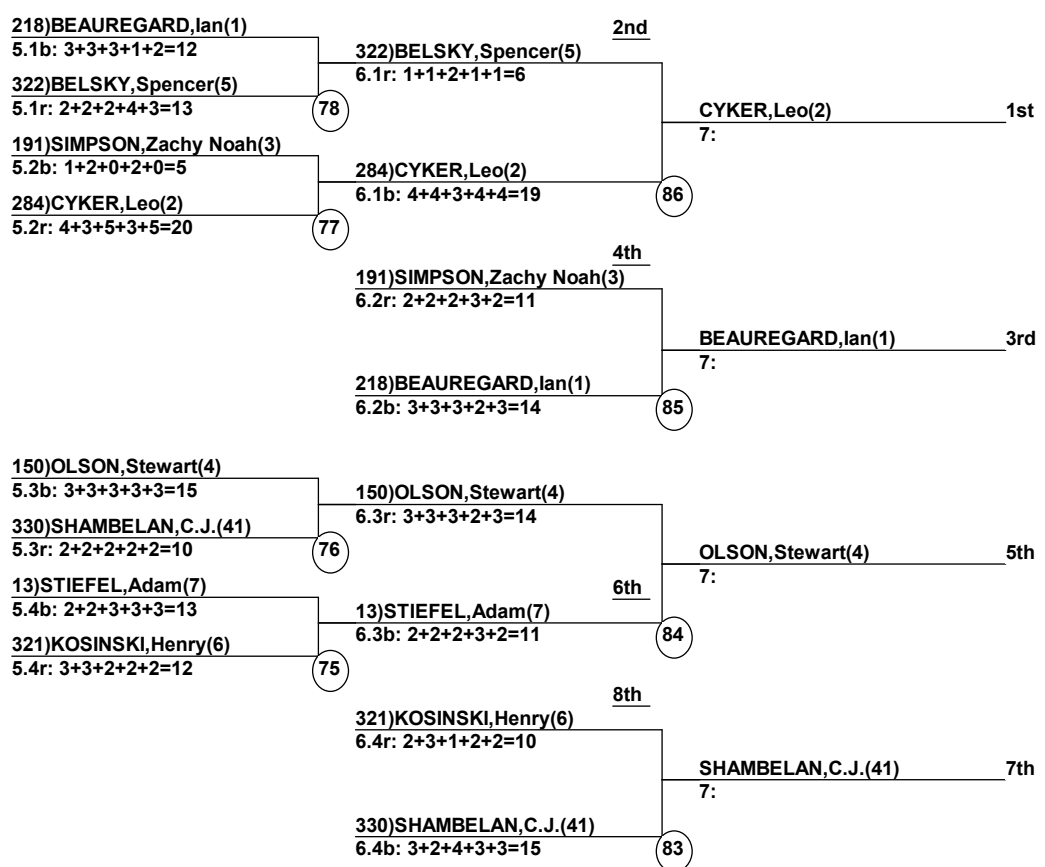 218)BEAUREGARD,Ian(1)
5.1b: 3+3+3+1+2=12
322)BELSKY,Spencer(5)
5.1r: 2+2+2+4+3=13
78
191)SIMPSON,Zachy Noah(3)
5.2b: 1+2+0+2+0=5
284)CYKER,Leo(2)
5.2r: 4+3+5+3+5=20
77
2nd
322)BELSKY,Spencer(5)
6.1r: 1+1+2+1+1=6
284)CYKER,Leo(2)
6.1b: 4+4+3+4+4=19
86
CYKER,Leo(2) 1st
7:
4th
191)SIMPSON,Zachy Noah(3)
6.2r: 2+2+2+3+2=11
218)BEAUREGARD,Ian(1)
6.2b: 3+3+3+2+3=14
85
BEAUREGARD,Ian(1) 3rd
7:
150)OLSON,Stewart(4)
5.3b: 3+3+3+3+3=15
330)SHAMBELAN,C.J.(41)
5.3r: 2+2+2+2+2=10
76
13)STIEFEL,Adam(7)
5.4b: 2+2+3+3+3=13
321)KOSINSKI,Henry(6)
5.4r: 3+3+2+2+2=12
75
150)OLSON,Stewart(4)
6.3r: 3+3+3+2+3=14
6th
13)STIEFEL,Adam(7)
6.3b: 2+2+2+3+2=11
84
OLSON,Stewart(4) 5th
7:
8th
321)KOSINSKI,Henry(6)
6.4r: 2+3+1+2+2=10
330)SHAMBELAN,C.J.(41)
6.4b: 3+2+4+3+3=15
83
SHAMBELAN,C.J.(41) 7th
7: